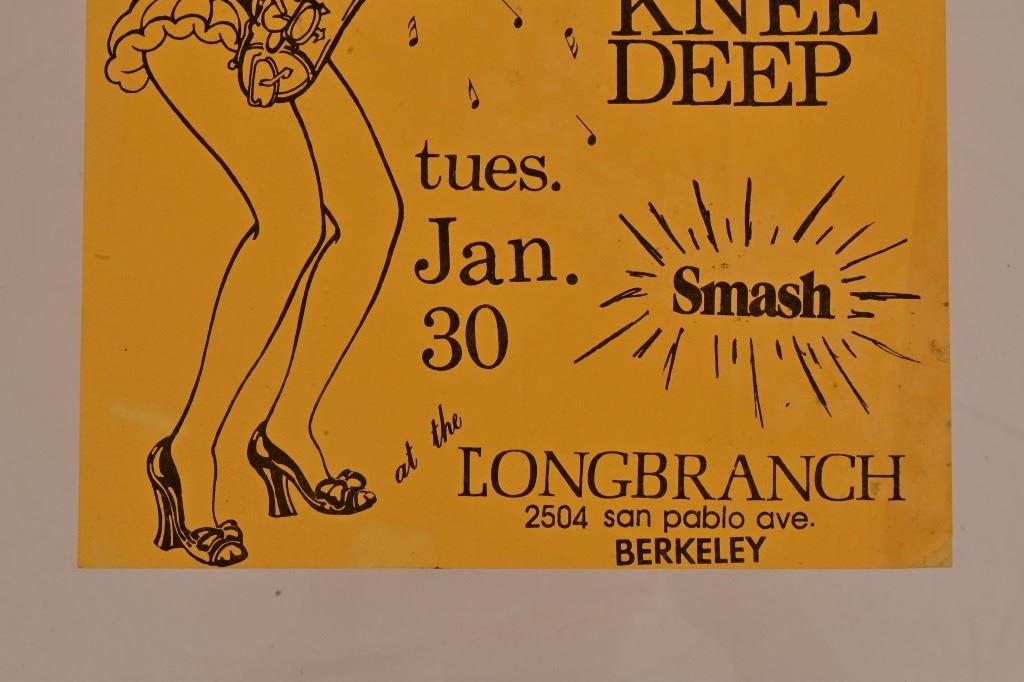 KNEE
DEEP
tues.
Jan.
30
Smash
at the
LONGBRANCH
2504 san pablo ave.
BERKELEY